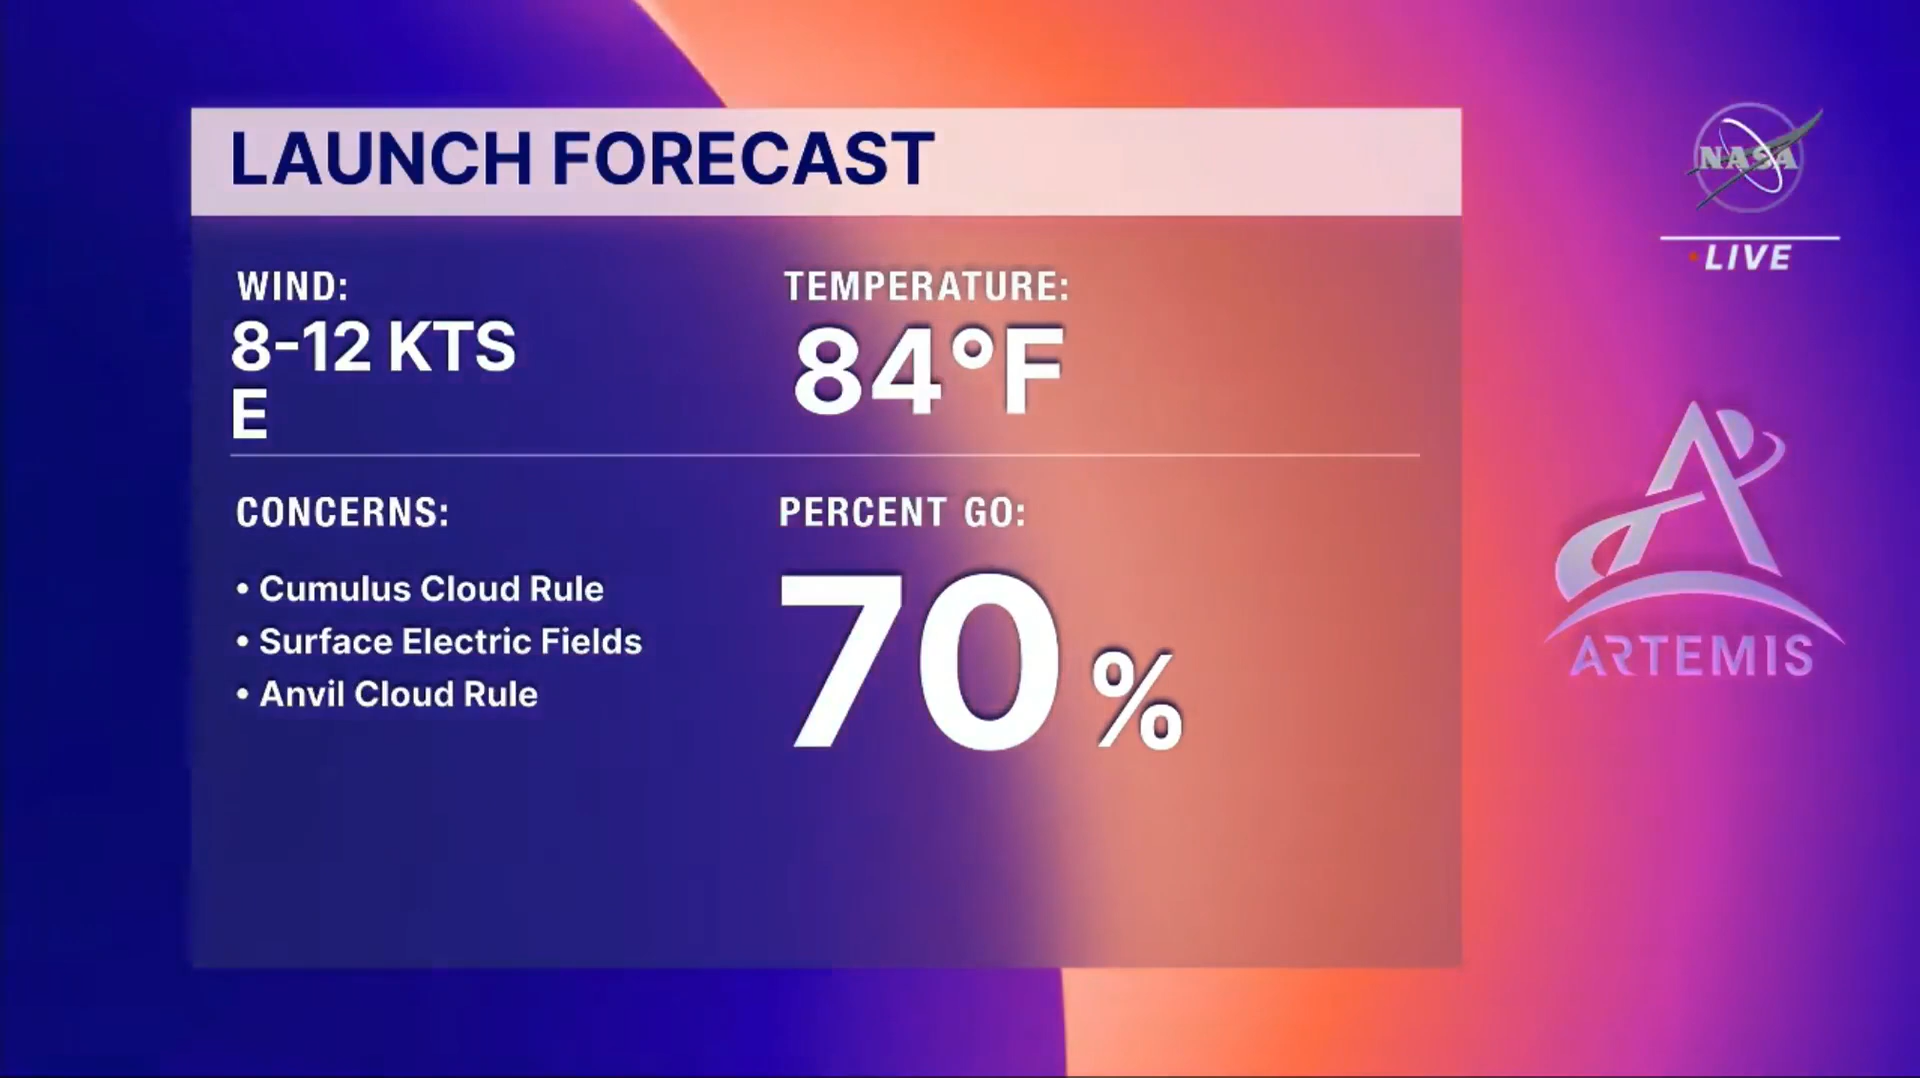 LAUNCH FORECAST
NASA
LIVE
WIND:
8-12 KTS
E
TEMPERATURE:
84°F
CONCERNS:
• Cumulus Cloud Rule
• Surface Electric Fields
• Anvil Cloud Rule
PERCENT GO:
70 %
ARTEMIS